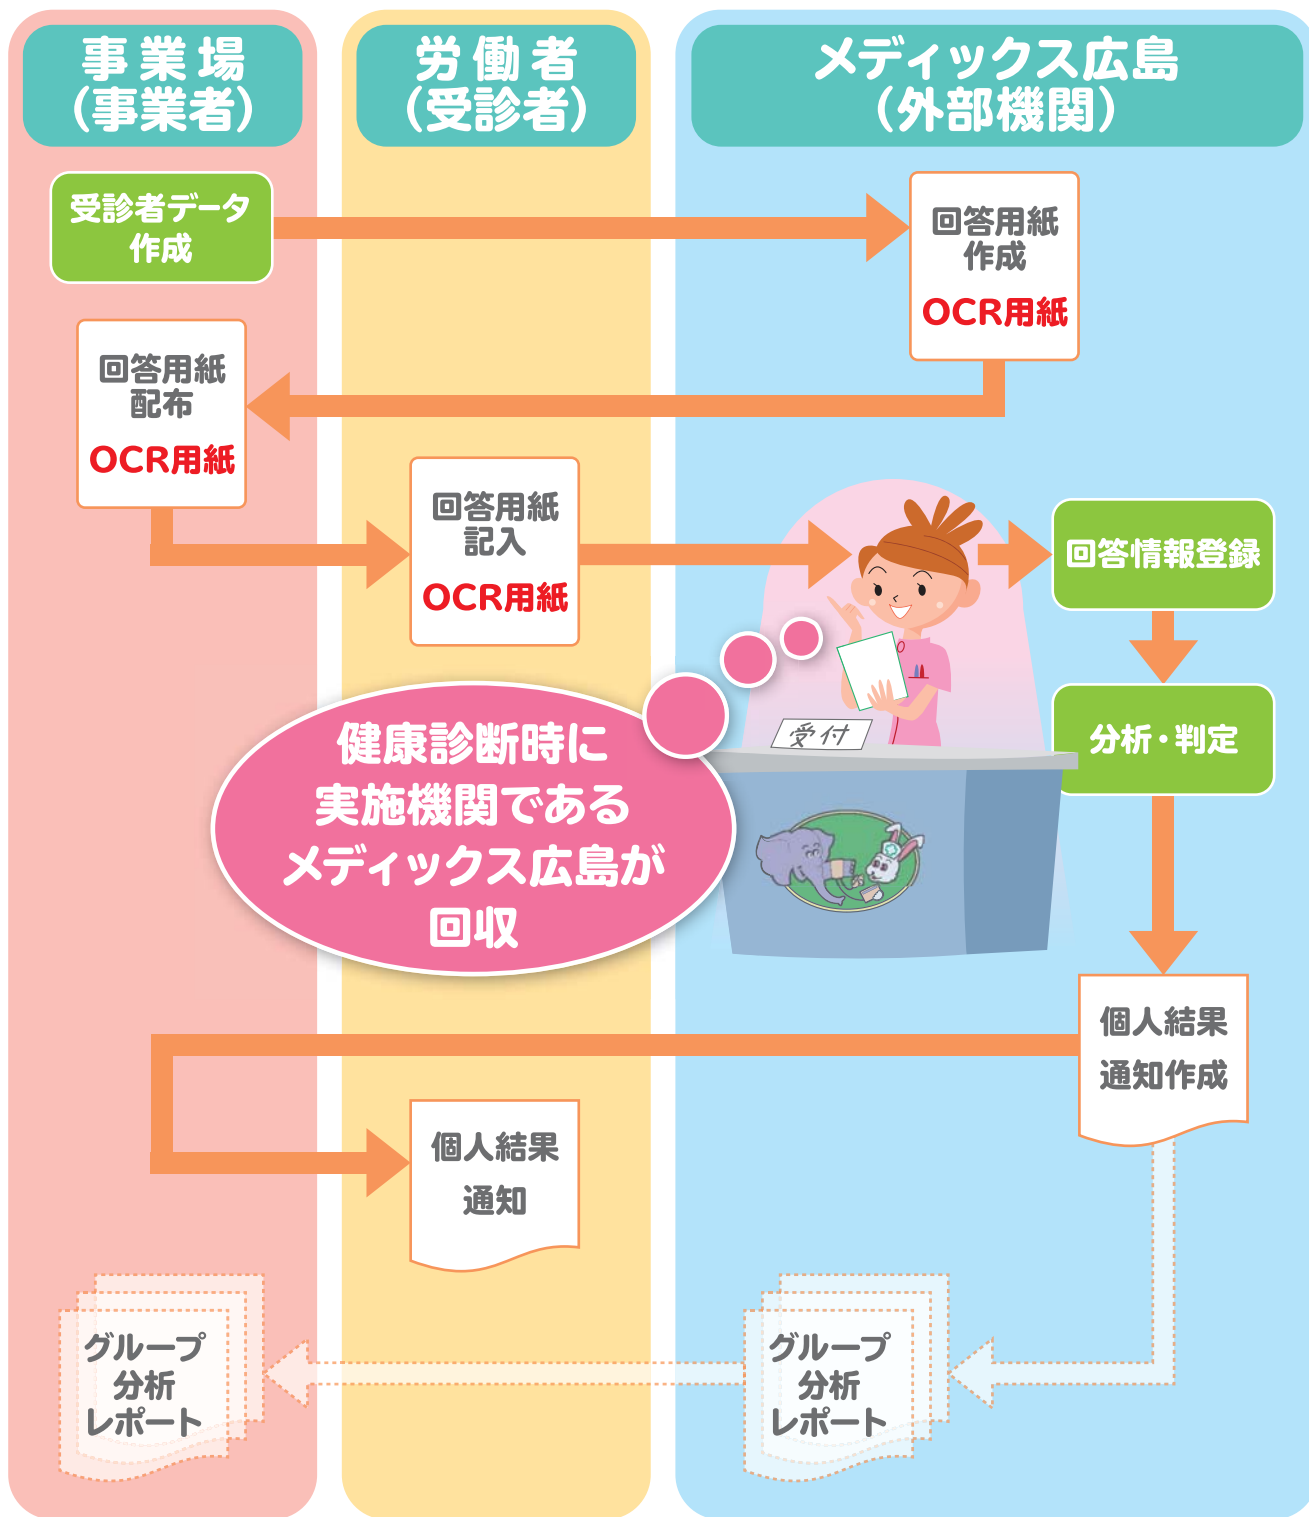 事業場
(事業者)
労働者
(受診者)
メディックス広島
(外部機関)
受診者データ
作成
回答用紙
作成
OCR用紙
回答用紙
配布
OCR用紙
回答用紙
記入
OCR用紙
回答情報登録
分析・判定
受付
健康診断時に
実施機関である
メディックス広島が
回収
個人結果
通知作成
個人結果
通知
グループ
分析
レポート
グループ
分析
レポート